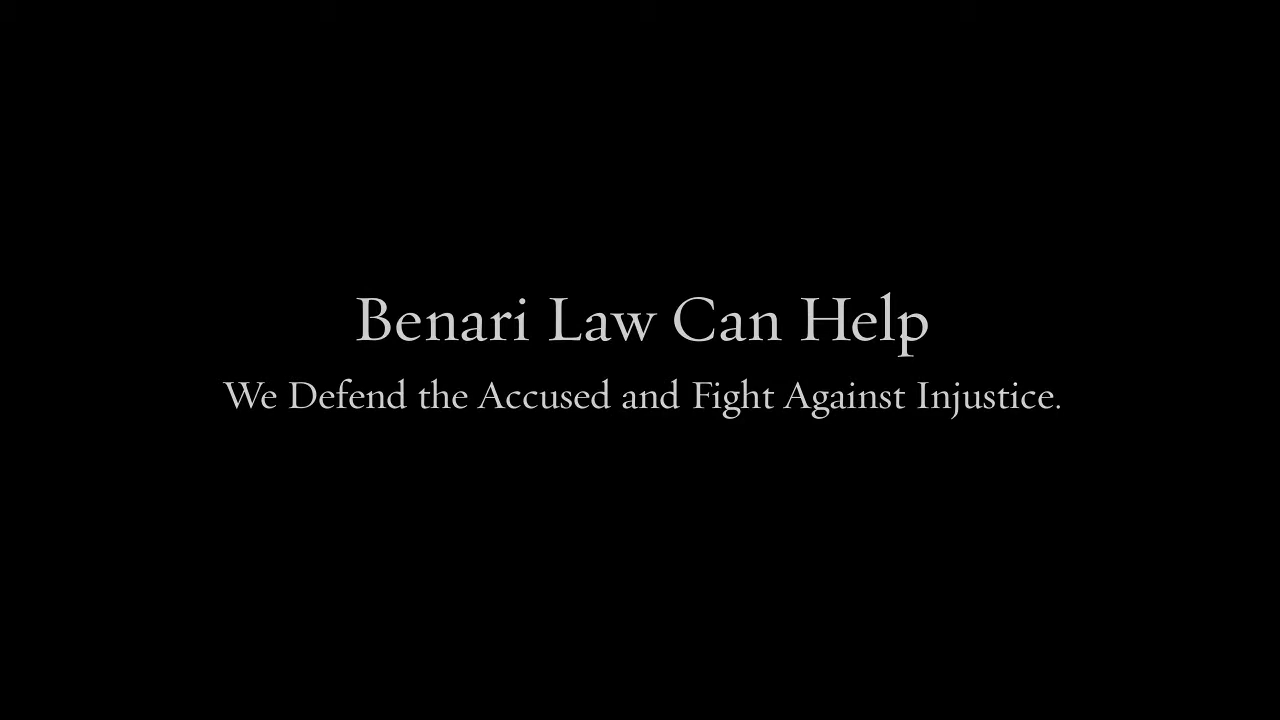 Benari Law Can Help
We Defend the Accused and Fight Against Injustice.